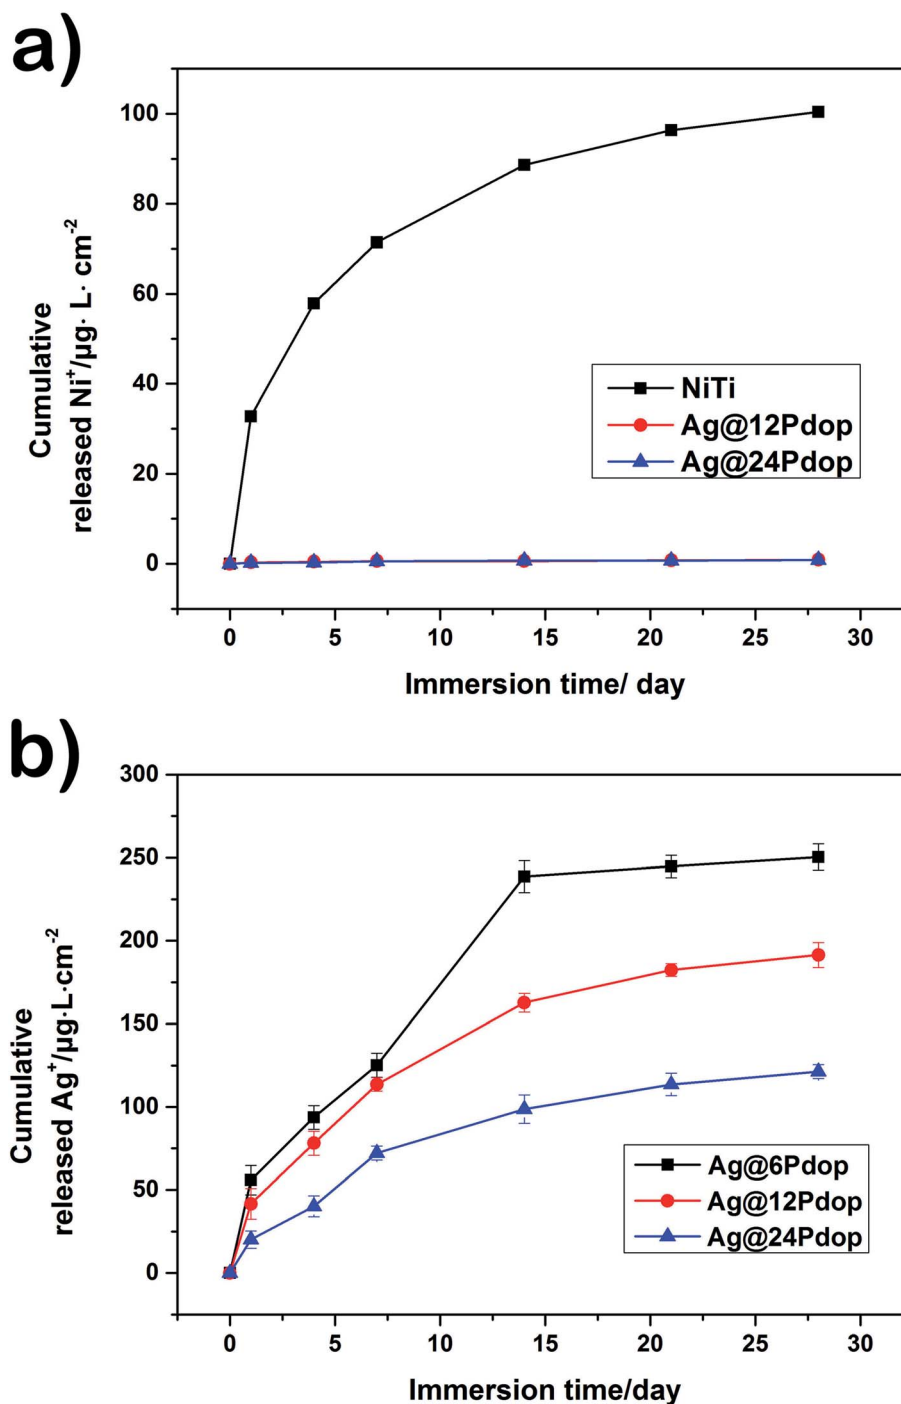 a)
100
80
60
40
20
0
Cumulative
released Ni⁺/µg· L· cm⁻²
NiTi
Ag@12Pdop
Ag@24Pdop
0 5 10 15 20 25 30
Immersion time/ day
b)
300
250
200
150
100
50
0
Cumulative
released Ag⁺/µg·L·cm⁻²
Ag@6Pdop
Ag@12Pdop
Ag@24Pdop
0 5 10 15 20 25 30
Immersion time/day